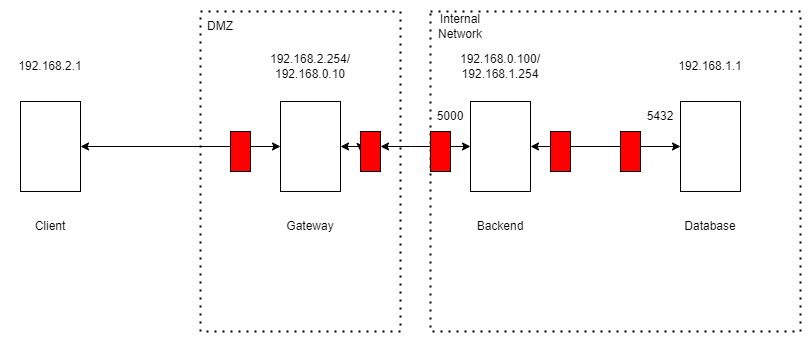 DMZ
Internal
Network
192.168.2.1
192.168.2.254/
192.168.0.10
192.168.0.100/
192.168.1.254
192.168.1.1
5000
5432
Client
Gateway
Backend
Database